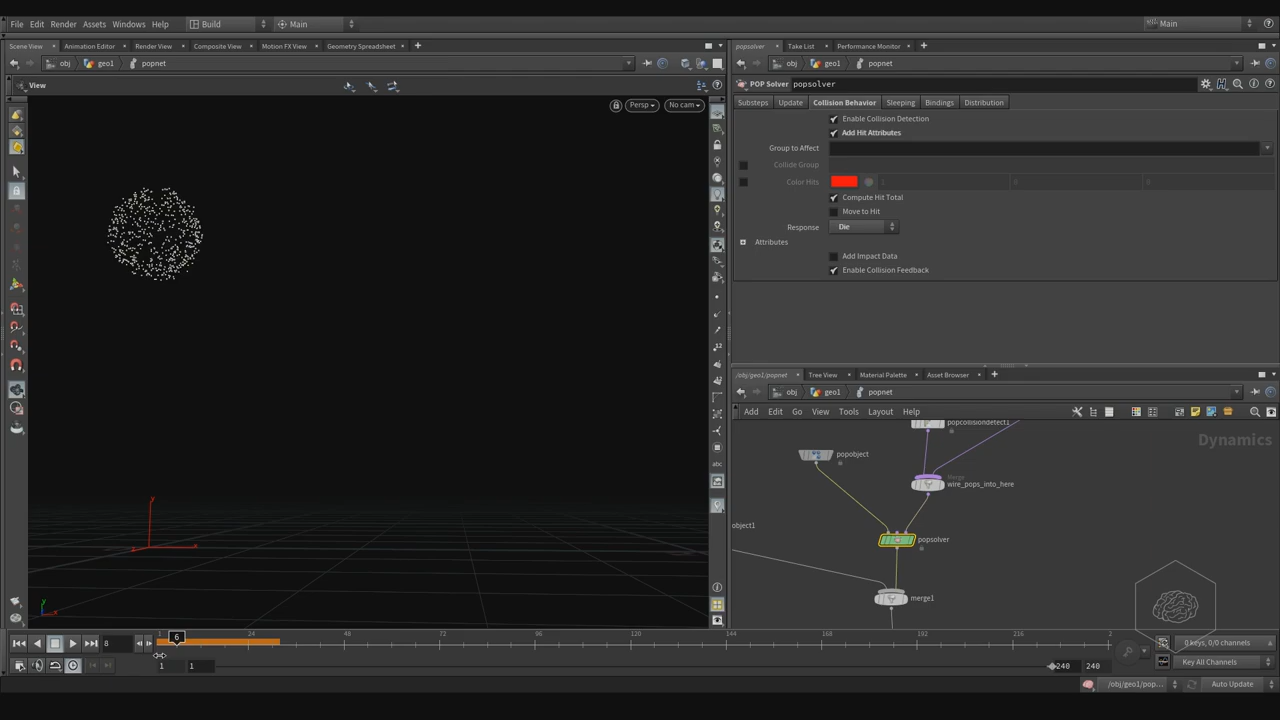 File Edit Render Assets Windows Help Build Main Main
Scene View Animation Editor Render View Composite View Motion FX View Geometry Spreadsheet
popsolver Take List Performance Monitor
obj geo1 popnet
obj geo1 popnet
View
POP Solver popsolver
Persp No cam
Substeps Update Collision Behavior Sleeping Bindings Distribution
Enable Collision Detection
Add Hit Attributes
Group to Affect
Collide Group
Color Hits
Compute Hit Total
Move to Hit
Response Die
Attributes
Add Impact Data
Enable Collision Feedback
/obj/geo1/popnet Tree View Material Palette Asset Browser
obj geo1 popnet
Add Edit Go View Tools Layout Help
popcollisiondetect1
Dynamics
popobject
Merge
wire_pops_into_here
object1
popsolver
merge1
abc
y
z
x
y
x
8 1 6 24 48 72 96 120 144 168 192 216 2
0 keys, 0/0 channels
1 1 240 240 Key All Channels
/obj/geo1/pop... Auto Update